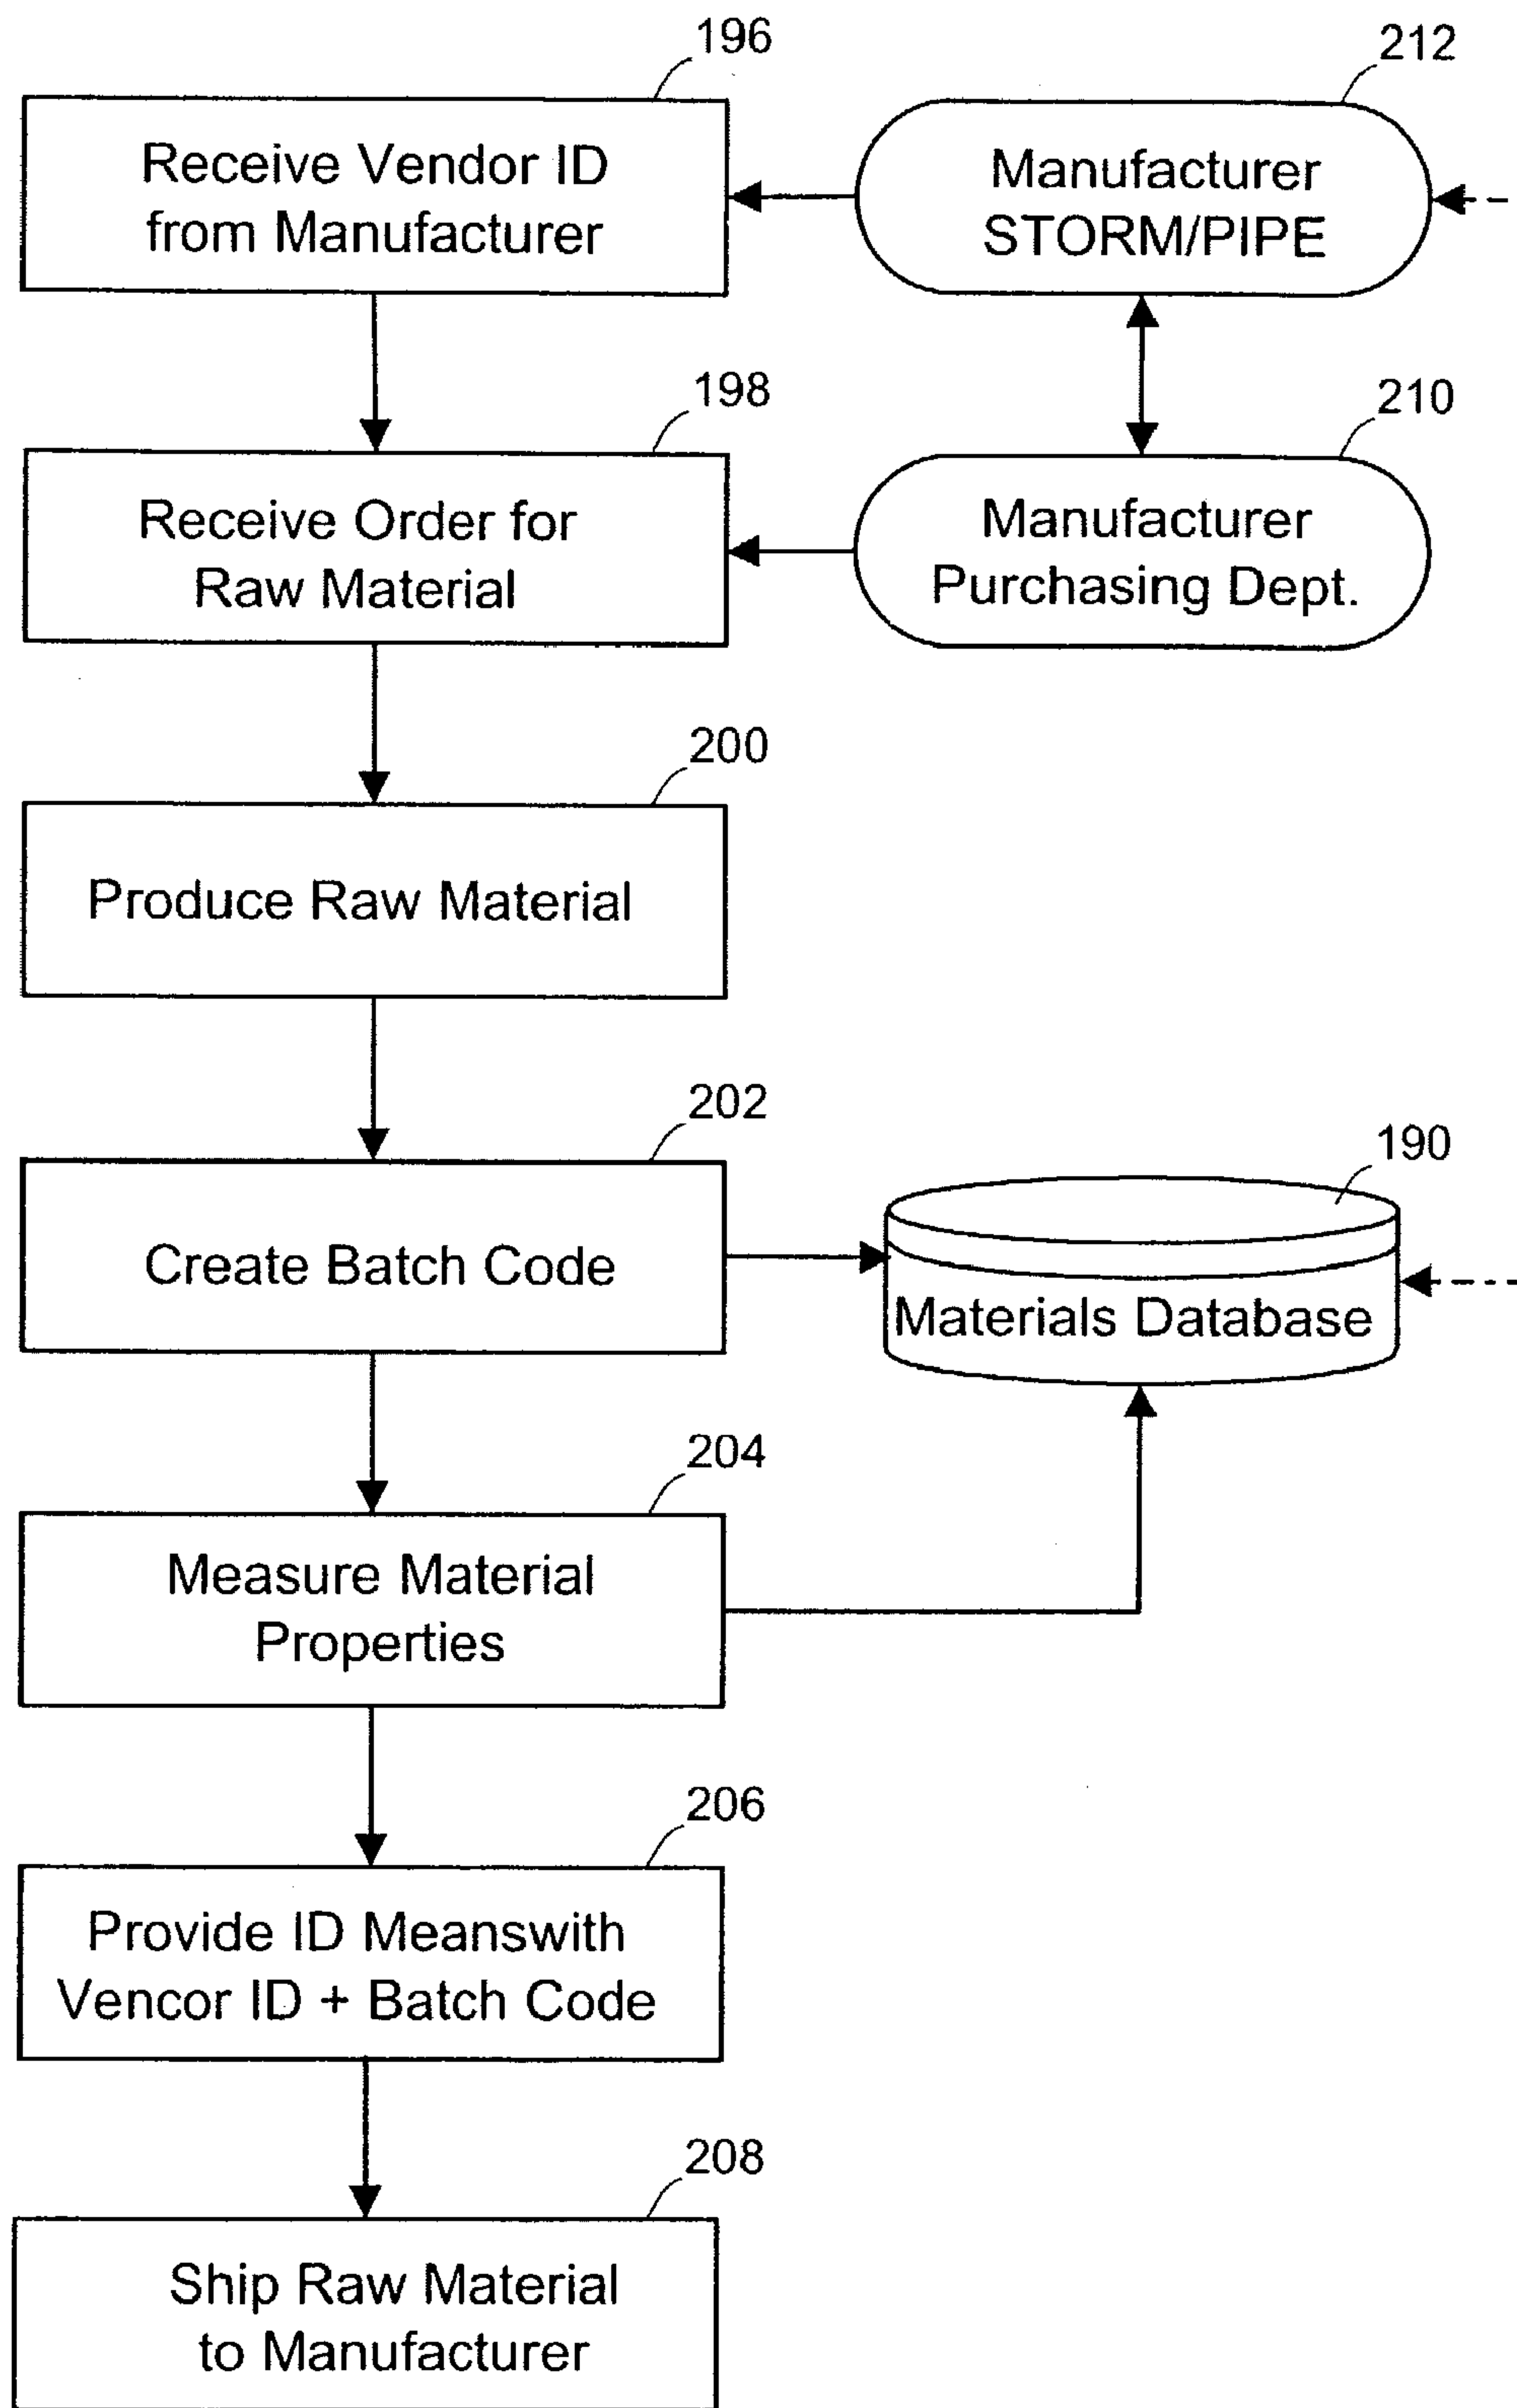 196
212
Receive Vendor ID
from Manufacturer
Manufacturer
STORM/PIPE
198
210
Receive Order for
Raw Material
Manufacturer
Purchasing Dept.
200
Produce Raw Material
202
190
Create Batch Code
Materials Database
204
Measure Material
Properties
206
Provide ID Meanswith
Vencor ID + Batch Code
208
Ship Raw Material
to Manufacturer